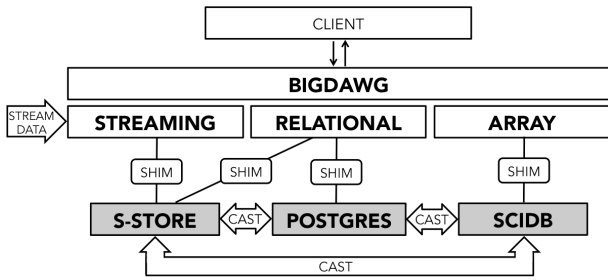 CLIENT
BIGDAWG
STREAM
DATA
STREAMING
RELATIONAL
ARRAY
SHIM
SHIM
SHIM
SHIM
S-STORE
CAST
POSTGRES
CAST
SCIDB
CAST